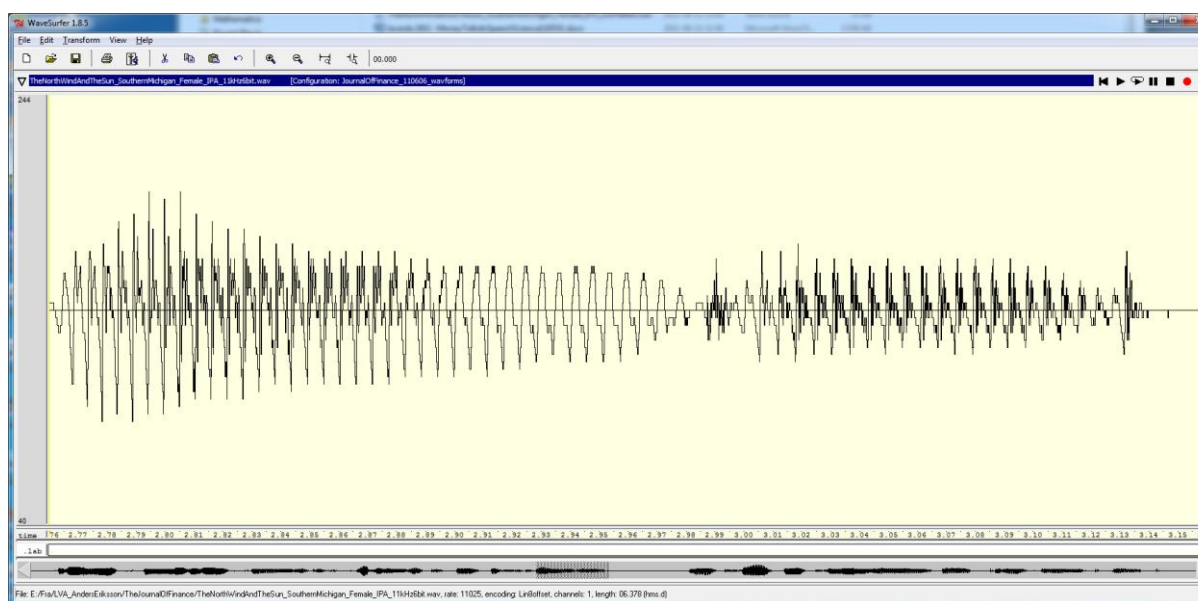 WaveSurfer 1.8.5
File Edit Transform View Help
00.000
TheNorthWindAndTheSun_SouthernMichigan_Female_IPA_11kHz6bit.wav [Configuration: JournalOfFinance_110606_wavforms]
244
40
time 76 2.77 2.78 2.79 2.80 2.81 2.82 2.83 2.84 2.85 2.86 2.87 2.88 2.89 2.90 2.91 2.92 2.93 2.94 2.95 2.96 2.97 2.98 2.99 3.00 3.01 3.02 3.03 3.04 3.05 3.06 3.07 3.08 3.09 3.10 3.11 3.12 3.13 3.14 3.15
.lab
File: E:/Fra/LVA_AndersEriksson/TheJournalOfFinance/TheNorthWindAndTheSun_SouthernMichigan_Female_IPA_11kHz6bit.wav, rate: 11025, encoding: Lin8offset, channels: 1, length: 06.378 (hms.d)